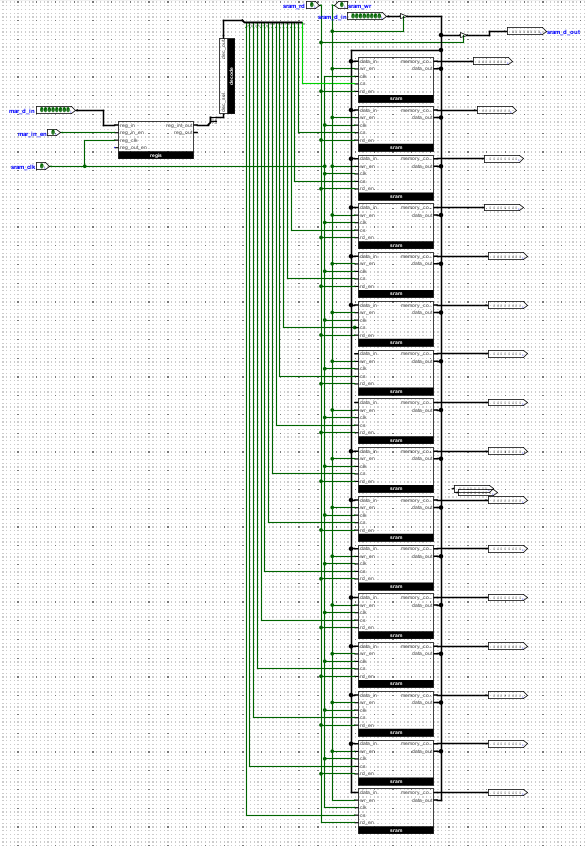 sram_rd
sram_wr
sram_d_in
sram_d_out
decode
mar_d_in
reg_in reg_int_out
mar_in_en
reg_in_en reg_out
reg_clk
reg_out_en
regis
sram_clk
data_in memory_co..
wr_en data_out
clk
cs
rd_en
sram
data_in memory_co..
wr_en data_out
clk
cs
rd_en
sram
data_in memory_co..
wr_en data_out
clk
cs
rd_en
sram
data_in memory_co..
wr_en data_out
clk
cs
rd_en
sram
data_in memory_co..
wr_en data_out
clk
cs
rd_en
sram
data_in memory_co..
wr_en data_out
clk
cs
rd_en
sram
data_in memory_co..
wr_en data_out
clk
cs
rd_en
sram
data_in memory_co..
wr_en data_out
clk
cs
rd_en
sram
data_in memory_co..
wr_en data_out
clk
cs
rd_en
sram
data_in memory_co..
wr_en data_out
clk
cs
rd_en
sram
data_in memory_co..
wr_en data_out
clk
cs
rd_en
sram
data_in memory_co..
wr_en data_out
clk
cs
rd_en
sram
data_in memory_co..
wr_en data_out
clk
cs
rd_en
sram
data_in memory_co..
wr_en data_out
clk
cs
rd_en
sram
data_in memory_co..
wr_en data_out
clk
cs
rd_en
sram
data_in memory_co..
wr_en data_out
clk
cs
rd_en
sram